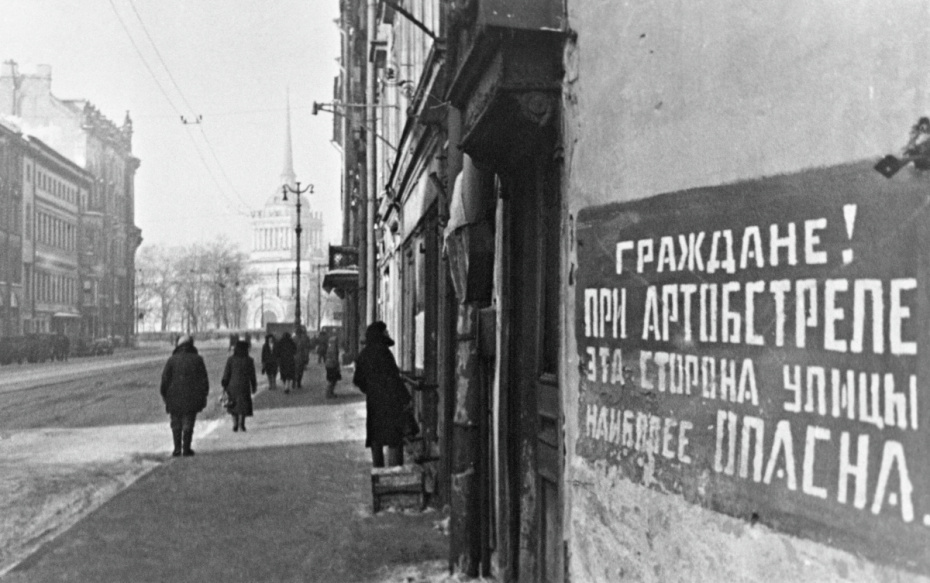 ГРАЖДАНЕ!
ПРИ АРТОБСТРЕЛЕ
ЭТА СТОРОНА УЛИЦЫ
НАИБОЛЕЕ ОПАСНА.